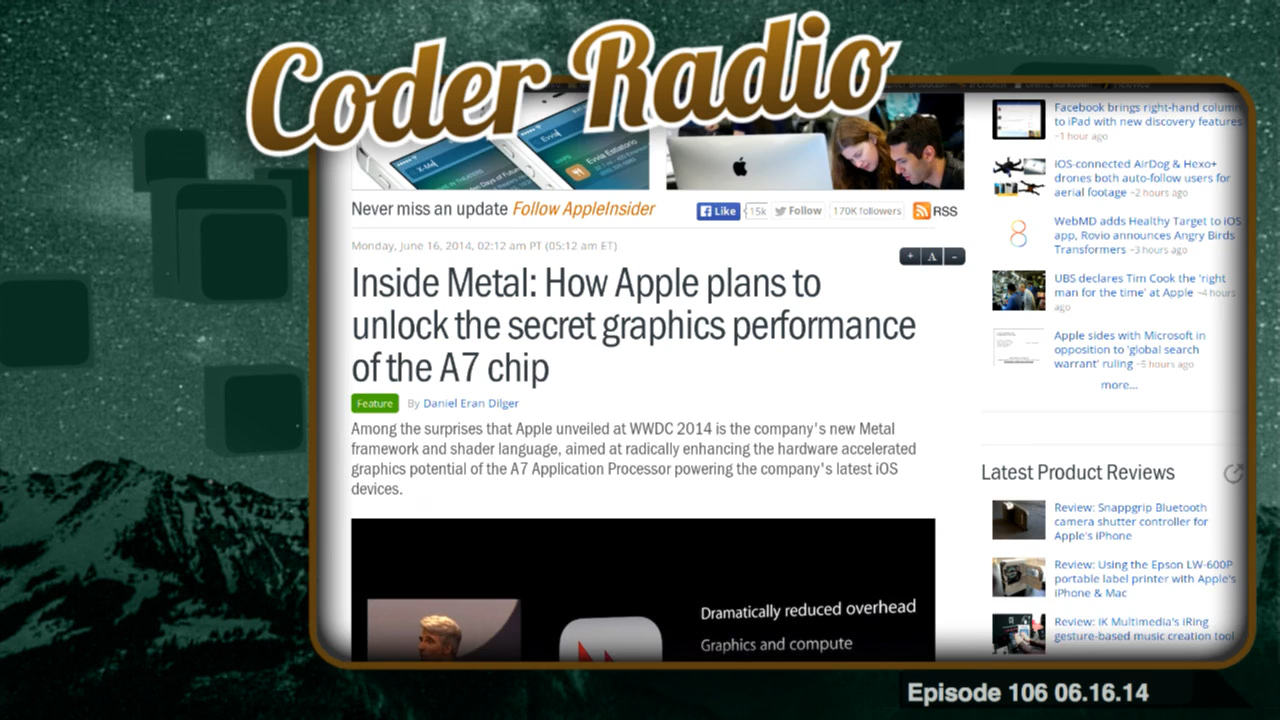 Coder Radio
Never miss an update Follow AppleInsider
Like 15k Follow 170K followers RSS
Monday, June 16, 2014, 02:12 am PT (05:12 am ET)
+ A -
Inside Metal: How Apple plans to
unlock the secret graphics performance
of the A7 chip
Feature By Daniel Eran Dilger
Among the surprises that Apple unveiled at WWDC 2014 is the company's new Metal
framework and shader language, aimed at radically enhancing the hardware accelerated
graphics potential of the A7 Application Processor powering the company's latest iOS
devices.
Dramatically reduced overhead
Graphics and compute
Facebook brings right-hand column
to iPad with new discovery features
~1 hour ago
iOS-connected AirDog & Hexo+
drones both auto-follow users for
aerial footage ~2 hours ago
WebMD adds Healthy Target to iOS
app, Rovio announces Angry Birds
Transformers ~3 hours ago
UBS declares Tim Cook the 'right
man for the time' at Apple ~4 hours
ago
Apple sides with Microsoft in
opposition to 'global search
warrant' ruling ~5 hours ago
more...
Latest Product Reviews
Review: Snappgrip Bluetooth
camera shutter controller for
Apple's iPhone
Review: Using the Epson LW-600P
portable label printer with Apple's
iPhone & Mac
Review: IK Multimedia's iRing
gesture-based music creation tool
Episode 106 06.16.14